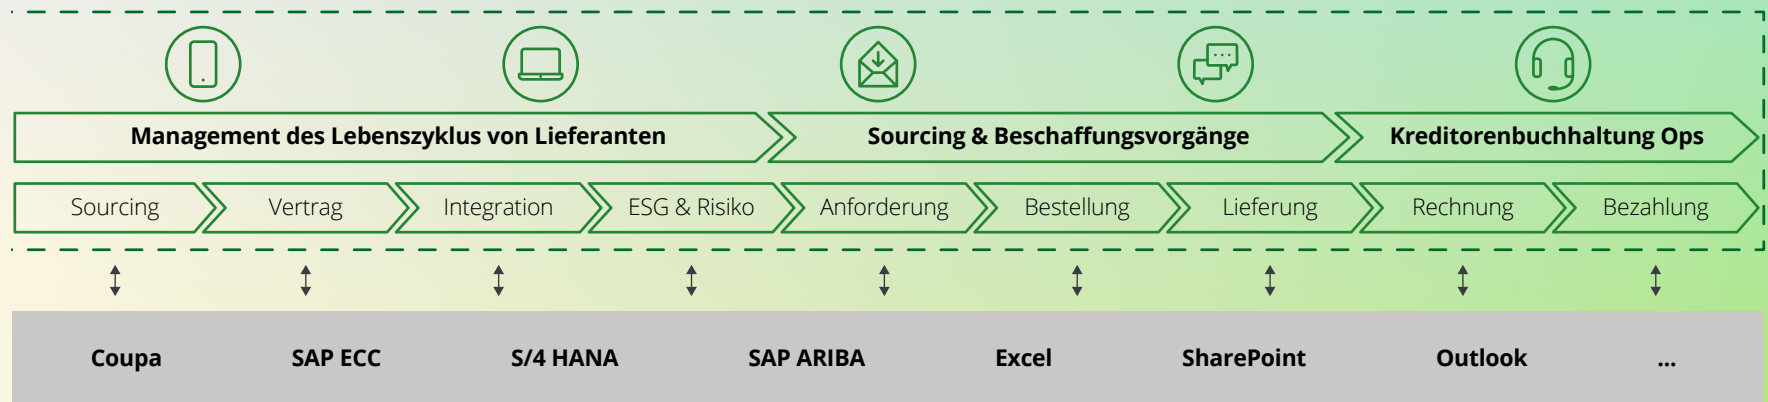 Management des Lebenszyklus von Lieferanten
Sourcing & Beschaffungsvorgänge
Kreditorenbuchhaltung Ops
Sourcing
Vertrag
Integration
ESG & Risiko
Anforderung
Bestellung
Lieferung
Rechnung
Bezahlung
Coupa
SAP ECC
S/4 HANA
SAP ARIBA
Excel
SharePoint
Outlook
...